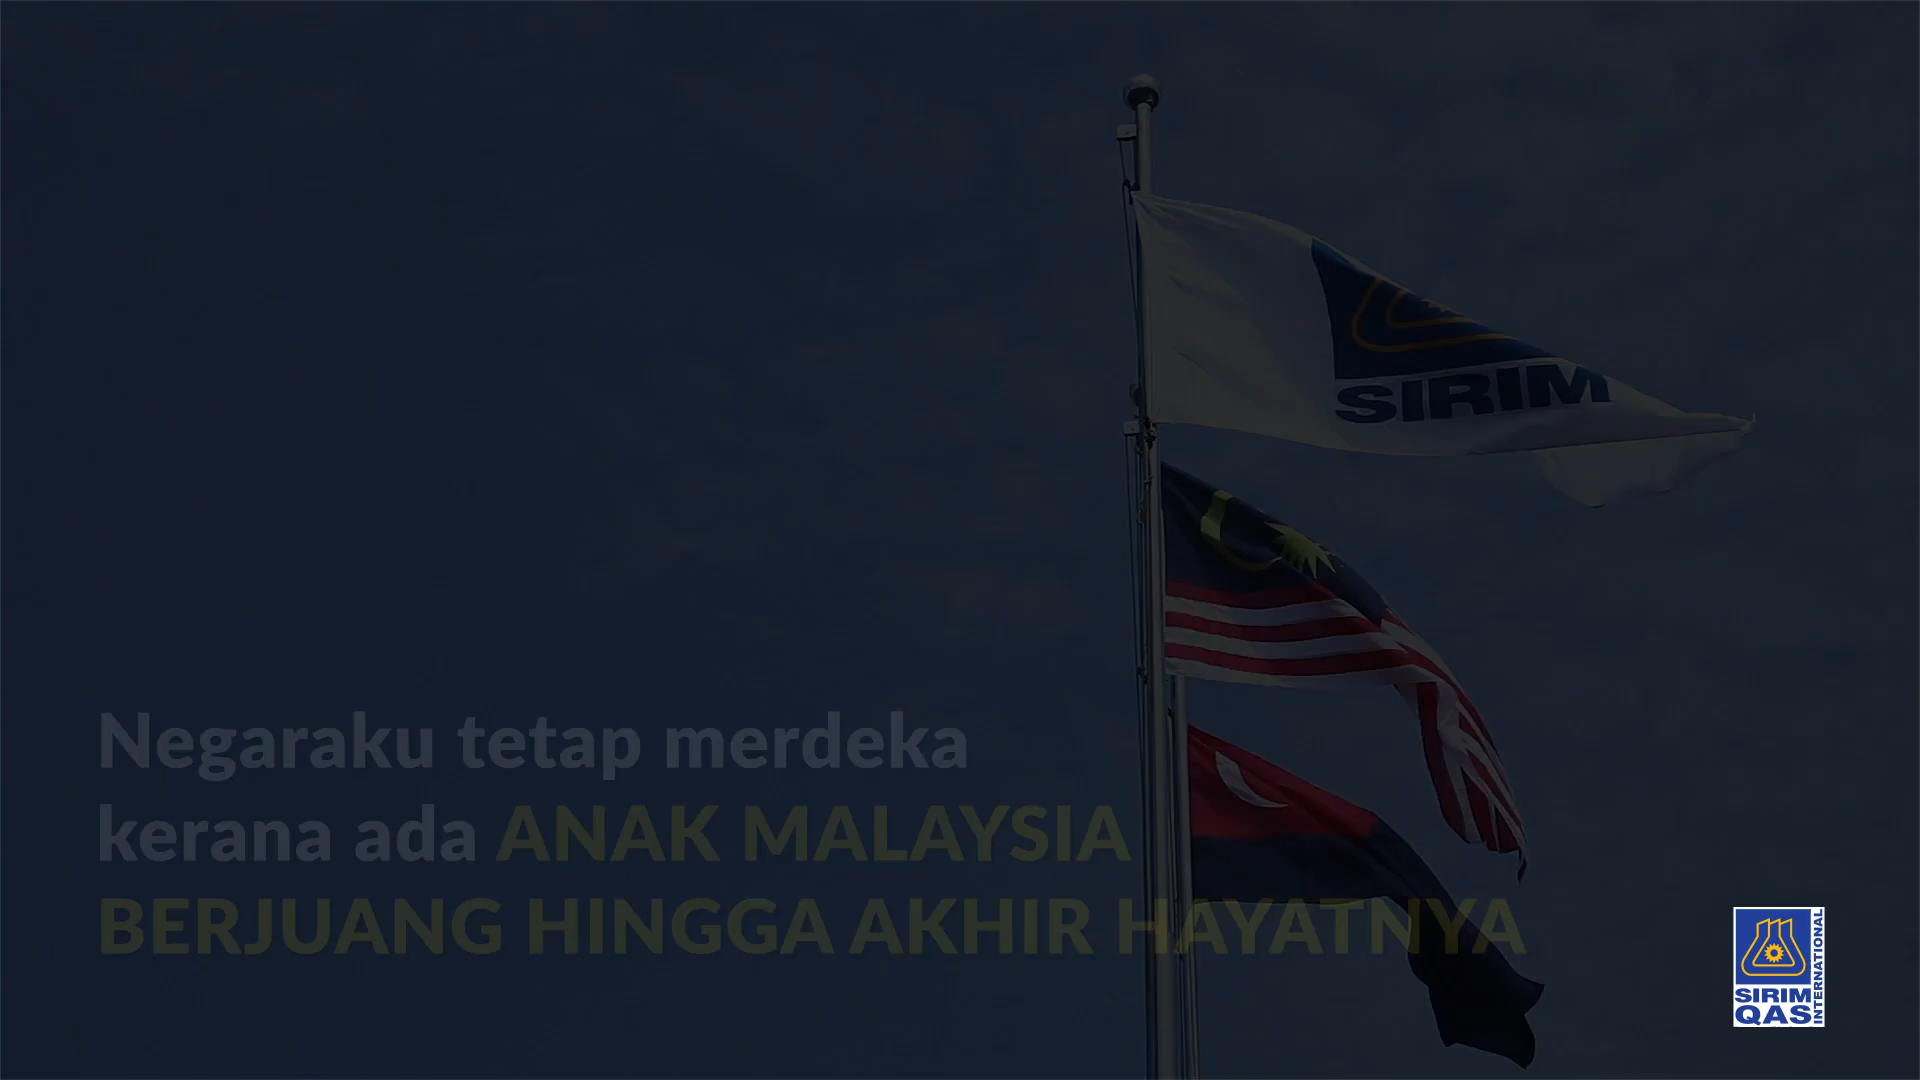 SIRIM
Negaraku tetap merdeka
kerana ada ANAK MALAYSIA
BERJUANG HINGGA AKHIR HAYATNYA
SIRIM
QAS
INTERNATIONAL